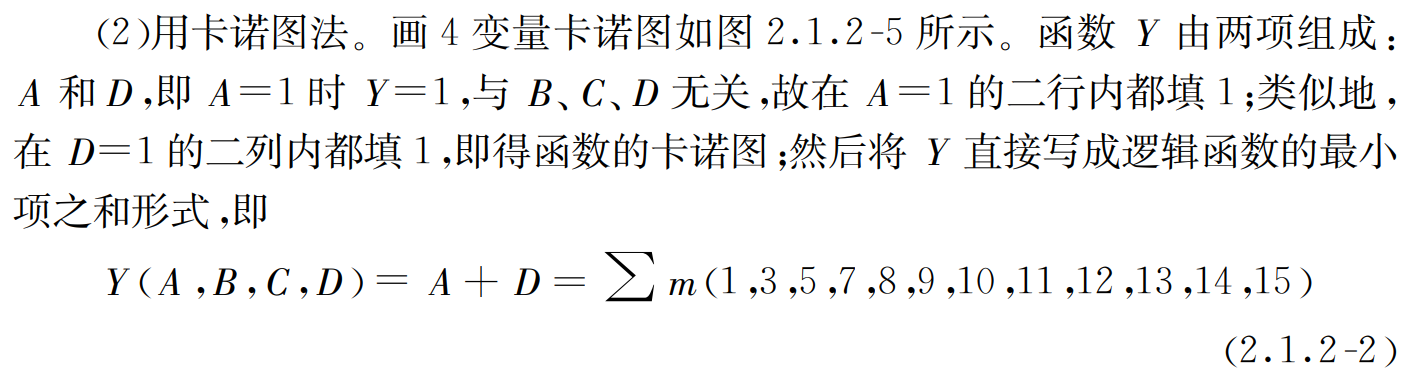 (2)用卡诺图法。画 4 变量卡诺图如图 2.1.2-5 所示。函数 Y 由两项组成:
A 和 D,即 A=1 时 Y=1,与 B、C、D 无关,故在 A=1 的二行内都填 1;类似地,
在 D=1 的二列内都填 1,即得函数的卡诺图;然后将 Y 直接写成逻辑函数的最小
项之和形式,即
Y(A,B,C,D)= A + D = ∑ m(1,3,5,7,8,9,10,11,12,13,14,15)
(2.1.2-2)